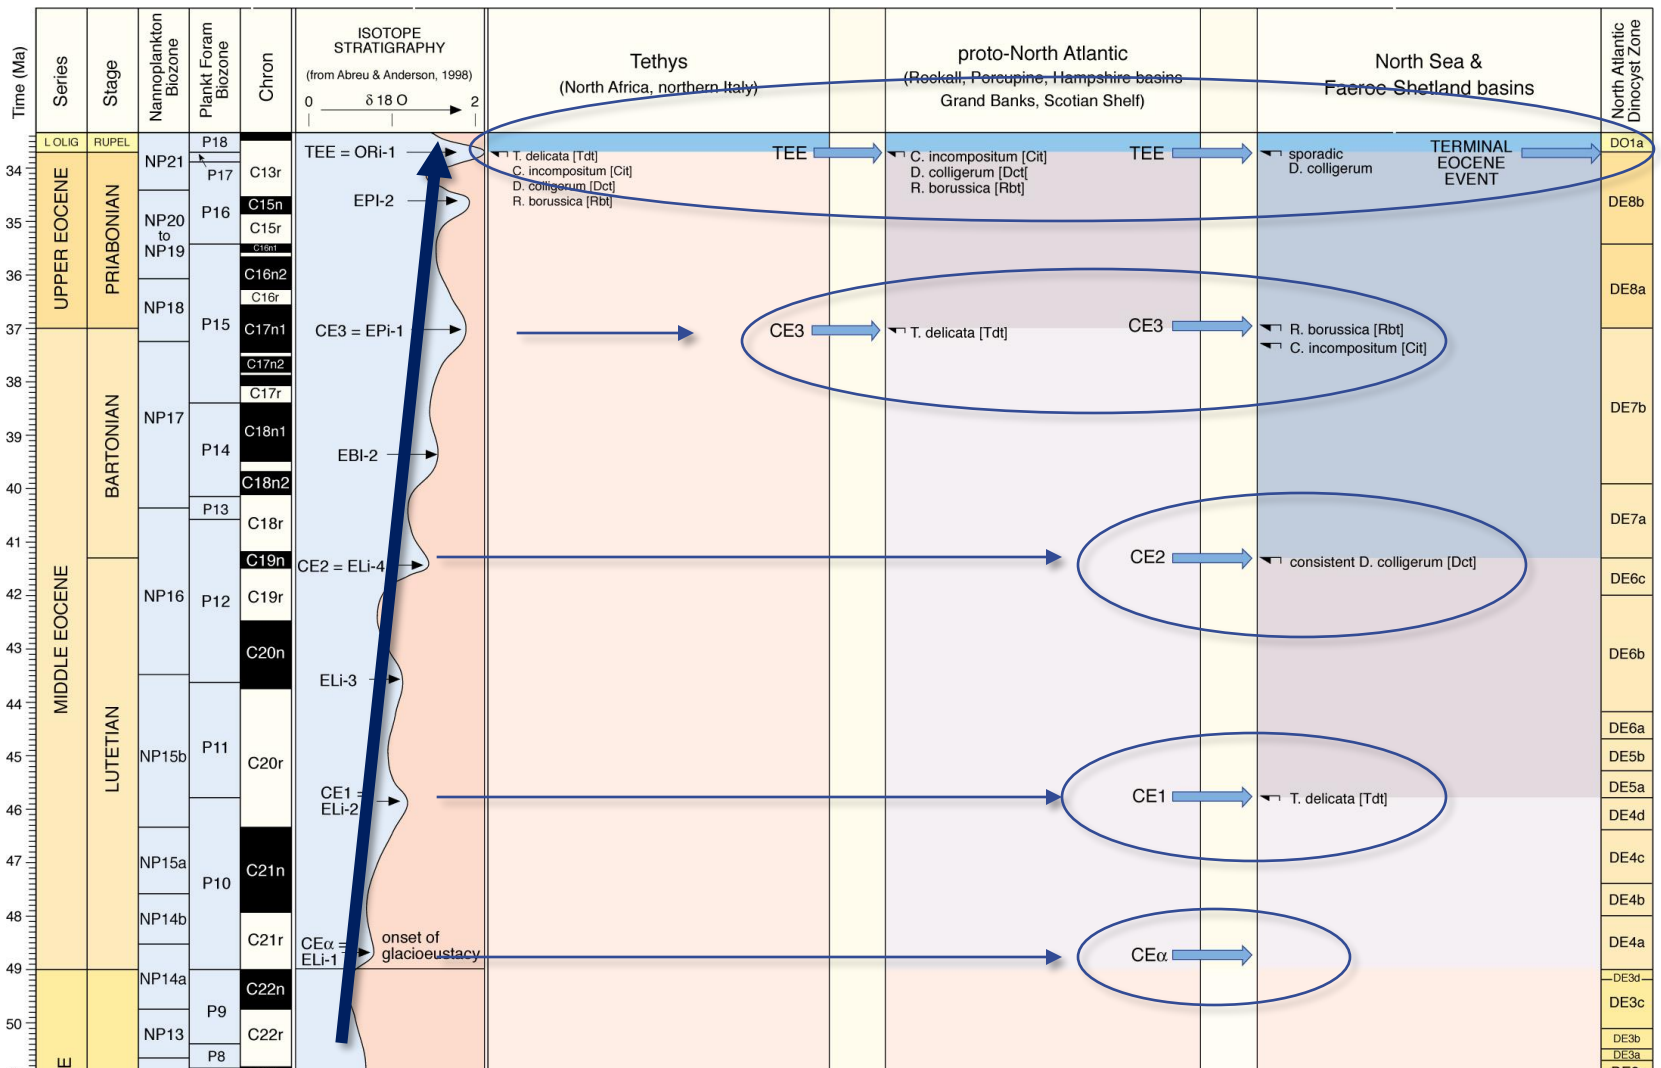 Time (Ma)
Series
Stage
Nannoplankton
Biozone
Plankt Foram
Biozone
Chron
ISOTOPE
STRATIGRAPHY
(from Abreu & Anderson, 1998)
0 δ 18 O 2
Tethys
(North Africa, northern Italy)
proto-North Atlantic
(Rockall, Porcupine, Hampshire basins
Grand Banks, Scotian Shelf)
North Sea &
Faeroe-Shetland basins
North Atlantic
Dinocyst Zone
34
35
36
37
38
39
40
41
42
43
44
45
46
47
48
49
50
L OLIG
UPPER EOCENE
MIDDLE EOCENE
E
RUPEL
PRIABONIAN
BARTONIAN
LUTETIAN
NP21
NP20
to
NP19
NP18
NP17
NP16
NP15b
NP15a
NP14b
NP14a
NP13
P18
P17
P16
P15
P14
P13
P12
P11
P10
P9
P8
C13r
C15n
C15r
C16n1
C16n2
C16r
C17n1
C17n2
C17r
C18n1
C18n2
C18r
C19n
C19r
C20n
C20r
C21n
C21r
C22n
C22r
TEE = ORi-1
EPI-2
CE3 = EPi-1
EBI-2
CE2 = ELi-4
ELi-3
CE1 =
ELi-2
CEα =
ELi-1
onset of
glacioeustacy
T. delicata [Tdt]
C. incompositum [Cit]
D. colligerum [Dct]
R. borussica [Rbt]
TEE
C. incompositum [Cit]
D. colligerum [Dct[
R. borussica [Rbt]
TEE
sporadic
D. colligerum
TERMINAL
EOCENE
EVENT
CE3
T. delicata [Tdt]
CE3
R. borussica [Rbt]
C. incompositum [Cit]
CE2
consistent D. colligerum [Dct]
CE1
T. delicata [Tdt]
CEα
DO1a
DE8b
DE8a
DE7b
DE7a
DE6c
DE6b
DE6a
DE5b
DE5a
DE4d
DE4c
DE4b
DE4a
DE3d
DE3c
DE3b
DE3a